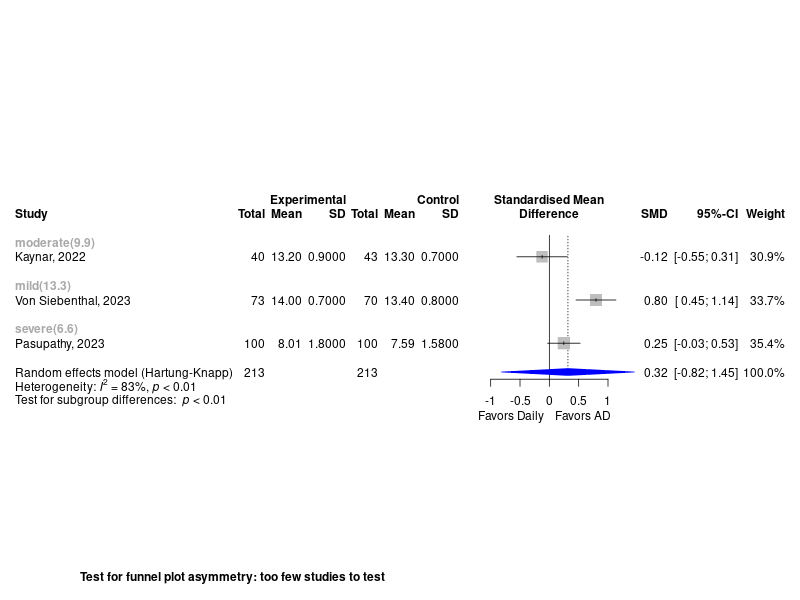 Experimental Control Standardised Mean
Study Total Mean SD Total Mean SD Difference SMD 95%-CI Weight
moderate(9.9)
Kaynar, 2022 40 13.20 0.9000 43 13.30 0.7000 -0.12 [-0.55; 0.31] 30.9%
mild(13.3)
Von Siebenthal, 2023 73 14.00 0.7000 70 13.40 0.8000 0.80 [ 0.45; 1.14] 33.7%
severe(6.6)
Pasupathy, 2023 100 8.01 1.8000 100 7.59 1.5800 0.25 [-0.03; 0.53] 35.4%
Random effects model (Hartung-Knapp) 213 213 0.32 [-0.82; 1.45] 100.0%
Heterogeneity: I² = 83%, p < 0.01
Test for subgroup differences: p < 0.01
-1 -0.5 0 0.5 1
Favors Daily Favors AD
Test for funnel plot asymmetry: too few studies to test